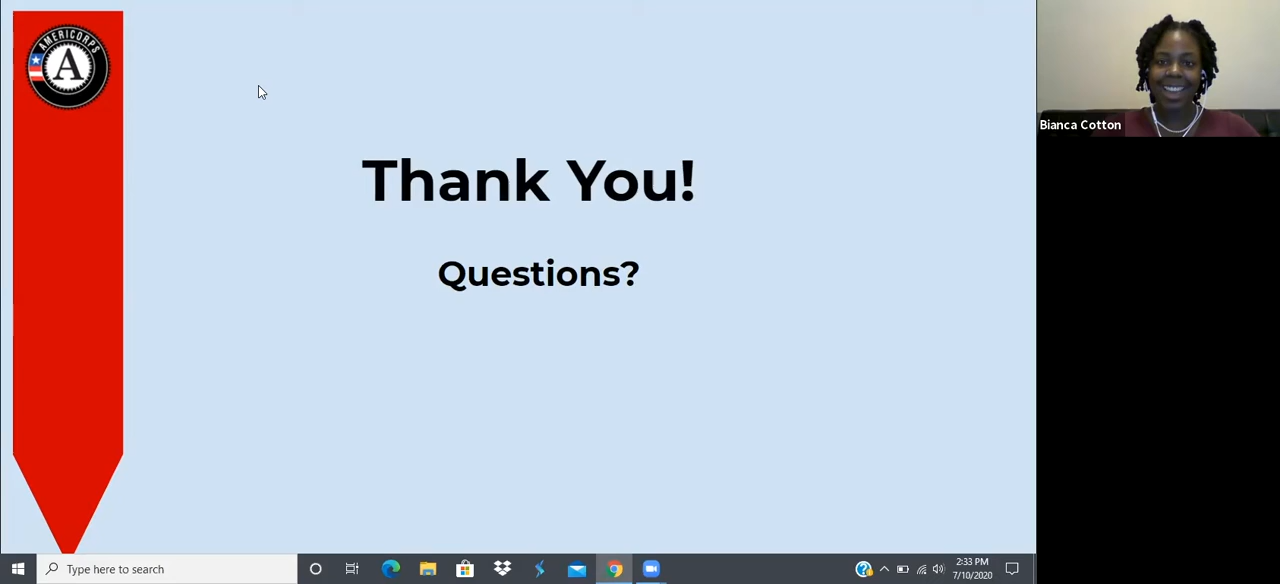 AMERICORPS
A
Thank You!
Questions?
Bianca Cotton
Type here to search
2:33 PM
7/10/2020